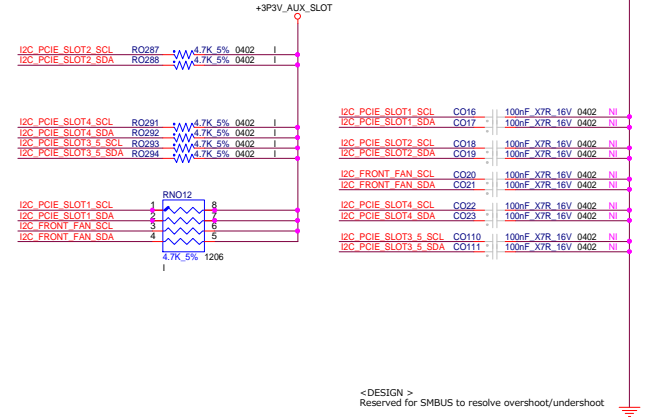 +3P3V_AUX_SLOT
I2C_PCIE_SLOT2_SCL RO287 4.7K_5% 0402 I
I2C_PCIE_SLOT2_SDA RO288 4.7K_5% 0402
I2C_PCIE_SLOT4_SCL RO291 4.7K_5% 0402 I
I2C_PCIE_SLOT4_SDA RO292 4.7K_5% 0402 I
I2C_PCIE_SLOT3_5_SCL RO293 4.7K_5% 0402 I
I2C_PCIE_SLOT3_5_SDA RO294 4.7K_5% 0402 I
RNO12
I2C_PCIE_SLOT1_SCL 1 8
I2C_PCIE_SLOT1_SDA 2 7
I2C_FRONT_FAN_SCL 3 6
I2C_FRONT_FAN_SDA 4 5
4.7K_5% 1206
I
I2C_PCIE_SLOT1_SCL CO16 100nF_X7R_16V 0402 NI
I2C_PCIE_SLOT1_SDA CO17 100nF_X7R_16V 0402 NI
I2C_PCIE_SLOT2_SCL CO18 100nF_X7R_16V 0402 NI
I2C_PCIE_SLOT2_SDA CO19 100nF_X7R_16V 0402 NI
I2C_FRONT_FAN_SCL CO20 100nF_X7R_16V 0402 NI
I2C_FRONT_FAN_SDA CO21 100nF_X7R_16V 0402 NI
I2C_PCIE_SLOT4_SCL CO22 100nF_X7R_16V 0402 NI
I2C_PCIE_SLOT4_SDA CO23 100nF_X7R_16V 0402 NI
I2C_PCIE_SLOT3_5_SCL CO110 100nF_X7R_16V 0402 NI
I2C_PCIE_SLOT3_5_SDA CO111 100nF_X7R_16V 0402 NI
<DESIGN >
Reserved for SMBUS to resolve overshoot/undershoot